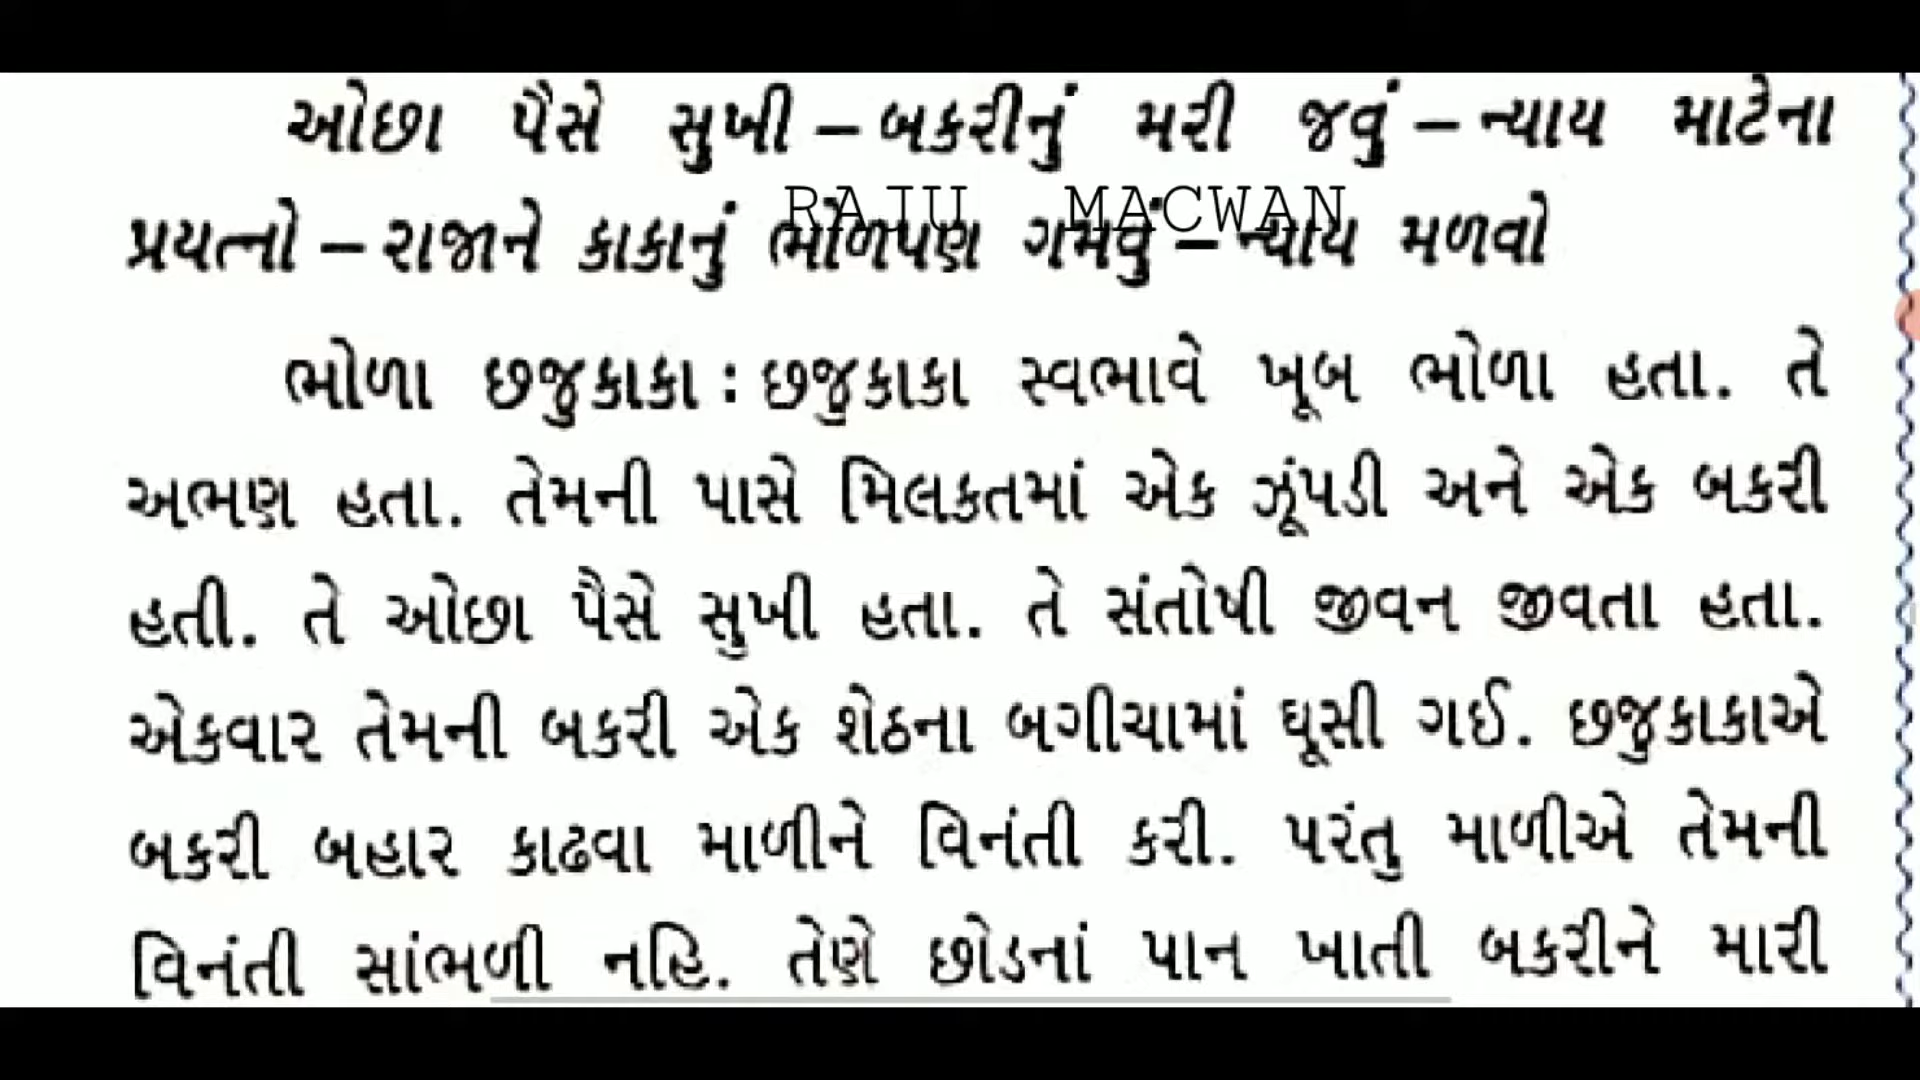 ઓછા પૈસે સુખી – બકરીનું મરી જવું – ન્યાય માટેના
RAJU MACWAN
પ્રયત્નો – રાજાને કાકાનું ભોળપણ ગમવું – ન્યાય મળવો
ભોળા છજુકાકા : છજુકાકા સ્વભાવે ખૂબ ભોળા હતા. તે
અભણ હતા. તેમની પાસે મિલકતમાં એક ઝૂંપડી અને એક બકરી
હતી. તે ઓછા પૈસે સુખી હતા. તે સંતોષી જીવન જીવતા હતા.
એકવાર તેમની બકરી એક શેઠના બગીચામાં ઘૂસી ગઈ. છજુકાકાએ
બકરી બહાર કાઢવા માળીને વિનંતી કરી. પરંતુ માળીએ તેમની
વિનંતી સાંભળી નહિ. તેણે છોડનાં પાન ખાતી બકરીને મારી